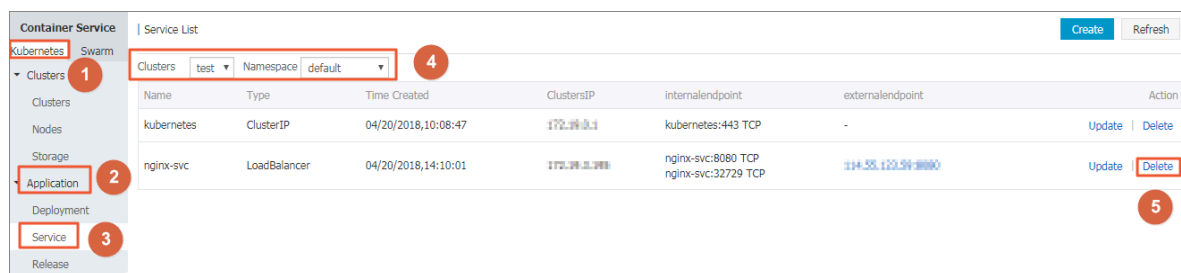 Container Service
Kubernetes Swarm
1
Clusters
Clusters
Nodes
Storage
2
Application
Deployment
Service
3
Release
Service List
Create Refresh
Clusters test Namespace default
4
Name Type Time Created ClustersIP internalendpoint externalendpoint Action
kubernetes ClusterIP 04/20/2018,10:08:47 kubernetes:443 TCP - Update | Delete
nginx-svc LoadBalancer 04/20/2018,14:10:01 nginx-svc:8080 TCP
nginx-svc:32729 TCP
Update | Delete
5